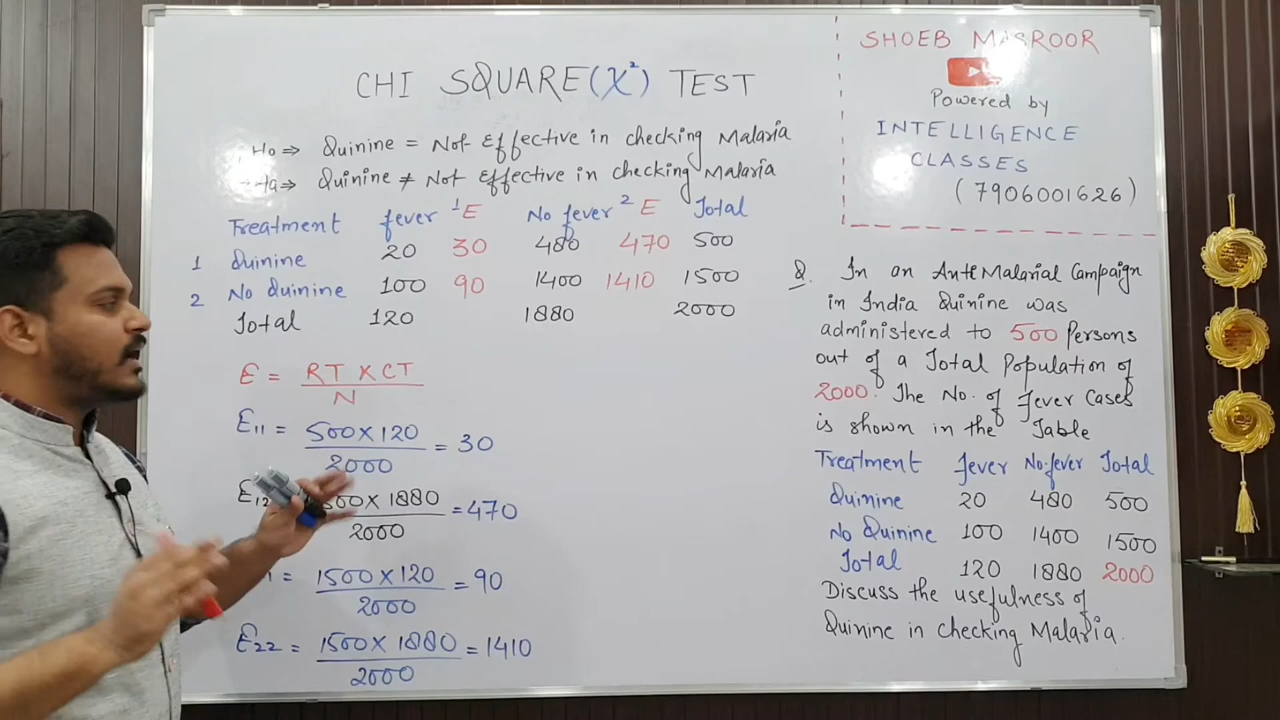 CHI SQUARE (χ²) TEST
Ho ⇒ Quinine = Not Effective in checking Malaria
Ha ⇒ Quinine ≠ Not Effective in checking Malaria
Treatment fever 1 E No fever 2 E Total
1 Quinine 20 30 480 470 500
2 No Quinine 100 90 1400 1410 1500
Total 120 1880 2000
E = RT X CT / N
E11 = 500 X 120 / 2000 = 30
E12 500 X 1880 / 2000 = 470
1 = 1500 X 120 / 2000 = 90
E22 = 1500 X 1880 / 2000 = 1410
SHOEB MASROOR
Powered by
INTELLIGENCE
CLASSES
(7906001626)
Q. In an Anti Malarial Campaign
in India Quinine was
administered to 500 Persons
out of a Total Population of
2000. The No. of fever Cases
is shown in the Table
Treatment fever No fever Total
Quinine 20 480 500
No Quinine 100 1400 1500
Total 120 1880 2000
Discuss the usefulness of
Quinine in checking Malaria.